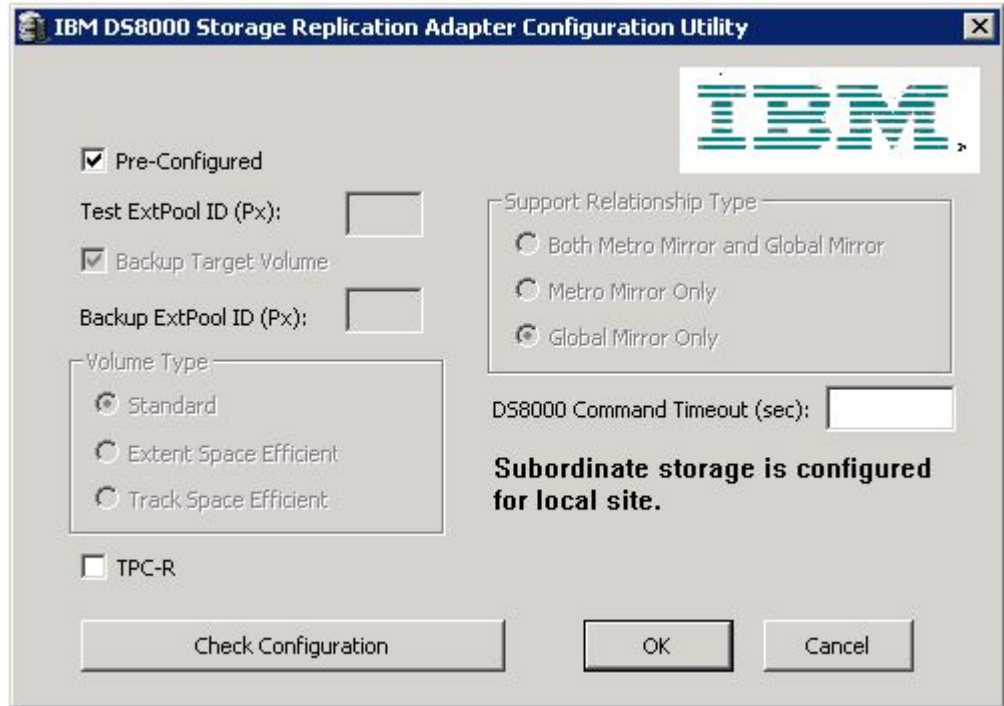 IBM DS8000 Storage Replication Adapter Configuration Utility
IBM.
Pre-Configured
Test ExtPool ID (Px):
Backup Target Volume
Backup ExtPool ID (Px):
Volume Type
Standard
Extent Space Efficient
Track Space Efficient
TPC-R
Support Relationship Type
Both Metro Mirror and Global Mirror
Metro Mirror Only
Global Mirror Only
DS8000 Command Timeout (sec):
Subordinate storage is configured
for local site.
Check Configuration
OK
Cancel